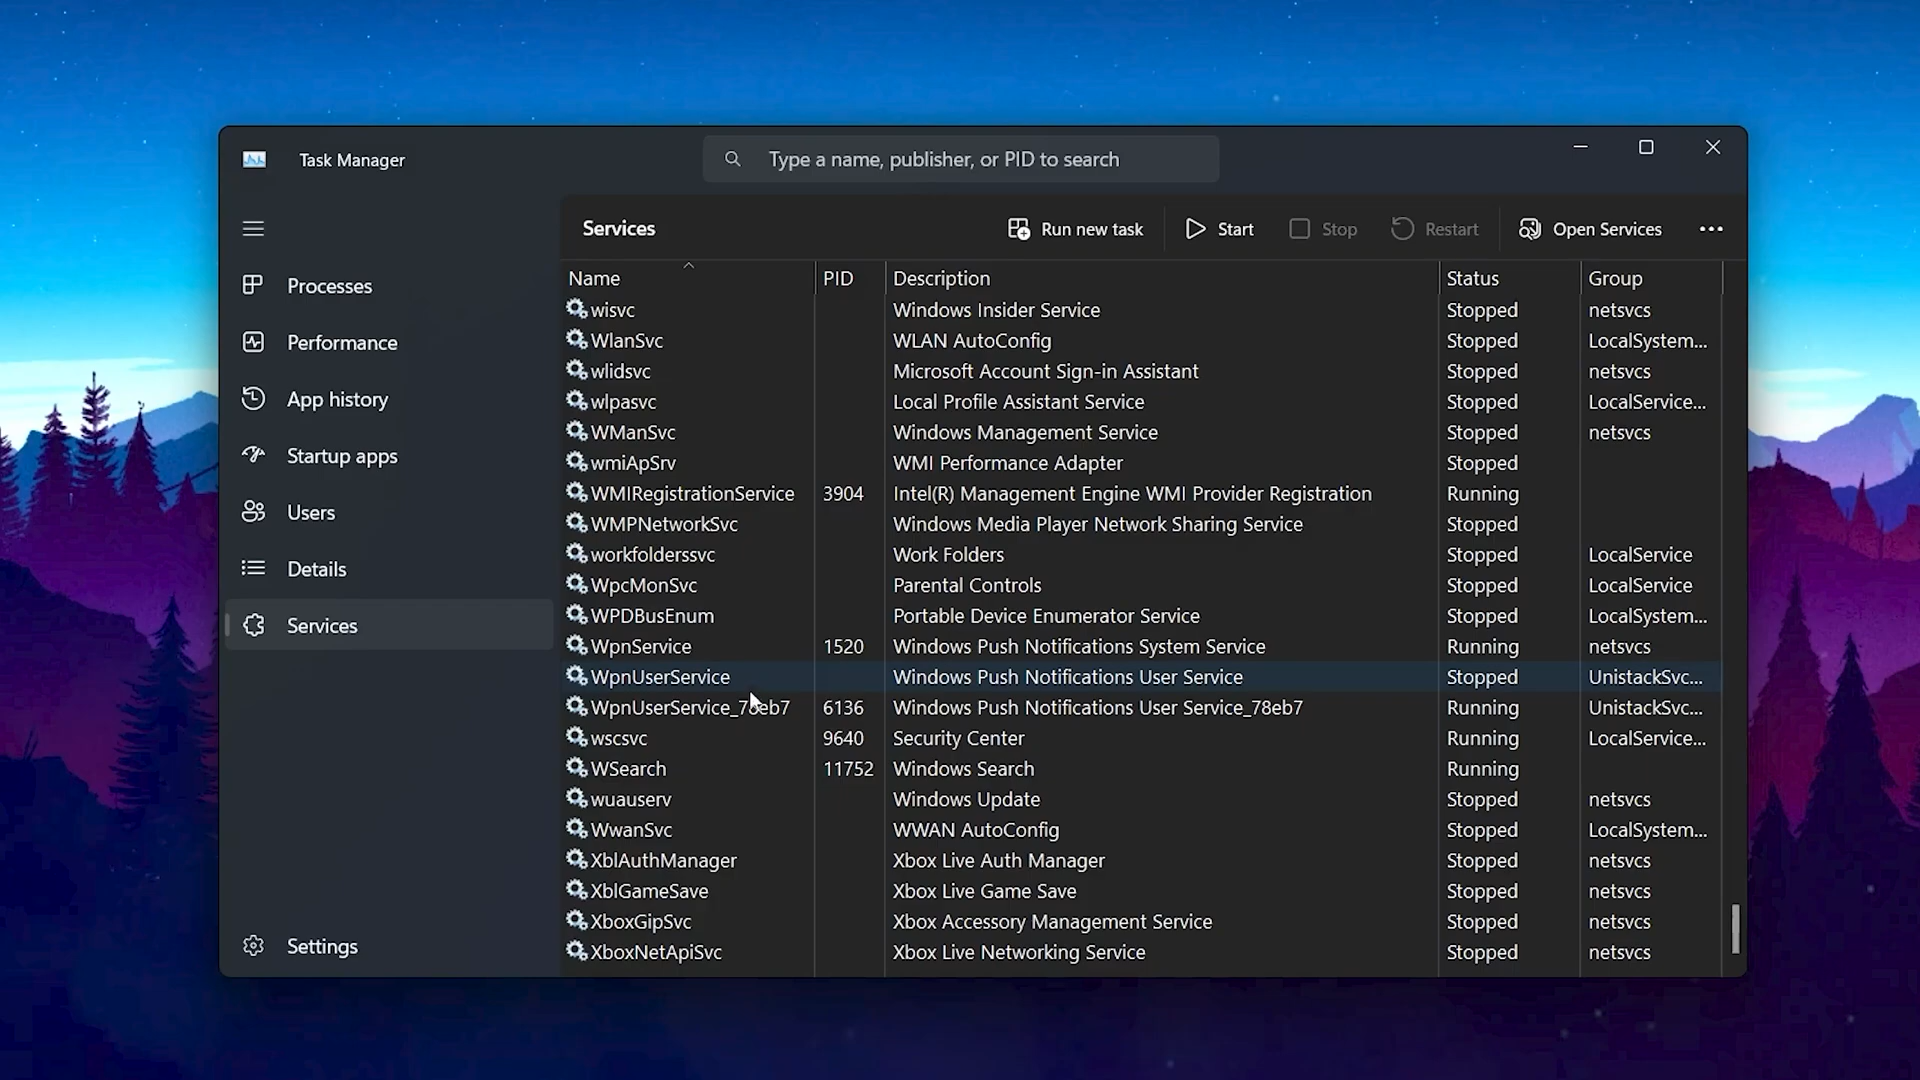 Task Manager
Type a name, publisher, or PID to search
Services
Run new task
Start
Stop
Restart
Open Services
Processes
Performance
App history
Startup apps
Users
Details
Services
Settings
Name PID Description Status Group
wisvc Windows Insider Service Stopped netsvcs
WlanSvc WLAN AutoConfig Stopped LocalSystem...
wlidsvc Microsoft Account Sign-in Assistant Stopped netsvcs
wlpasvc Local Profile Assistant Service Stopped LocalService...
WManSvc Windows Management Service Stopped netsvcs
wmiApSrv WMI Performance Adapter Stopped
WMIRegistrationService 3904 Intel(R) Management Engine WMI Provider Registration Running
WMPNetworkSvc Windows Media Player Network Sharing Service Stopped
workfolderssvc Work Folders Stopped LocalService
WpcMonSvc Parental Controls Stopped LocalService
WPDBusEnum Portable Device Enumerator Service Stopped LocalSystem...
WpnService 1520 Windows Push Notifications System Service Running netsvcs
WpnUserService Windows Push Notifications User Service Stopped UnistackSvc...
WpnUserService_78eb7 6136 Windows Push Notifications User Service_78eb7 Running UnistackSvc...
wscsvc 9640 Security Center Running LocalService...
WSearch 11752 Windows Search Running
wuauserv Windows Update Stopped netsvcs
WwanSvc WWAN AutoConfig Stopped LocalSystem...
XblAuthManager Xbox Live Auth Manager Stopped netsvcs
XblGameSave Xbox Live Game Save Stopped netsvcs
XboxGipSvc Xbox Accessory Management Service Stopped netsvcs
XboxNetApiSvc Xbox Live Networking Service Stopped netsvcs